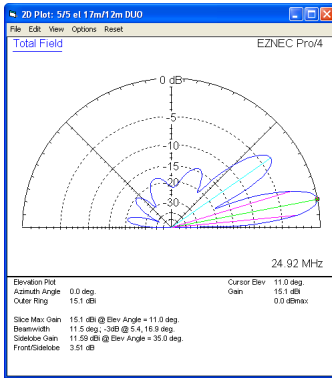 2D Plot: 5/5 el 17m/12m DUO
File Edit View Options Reset
Total Field
EZNEC Pro/4
0 dB
-5
-10
-15
-20
-30
24.92 MHz
Elevation Plot
Cursor Elev 11.0 deg.
Azimuth Angle 0.0 deg.
Gain 15.1 dBi
Outer Ring 15.1 dBi
0.0 dBmax
Slice Max Gain 15.1 dBi @ Elev Angle = 11.0 deg.
Beamwidth 11.5 deg.; -3dB @ 5.4, 16.9 deg.
Sidelobe Gain 11.59 dBi @ Elev Angle = 35.0 deg.
Front/Sidelobe 3.51 dB